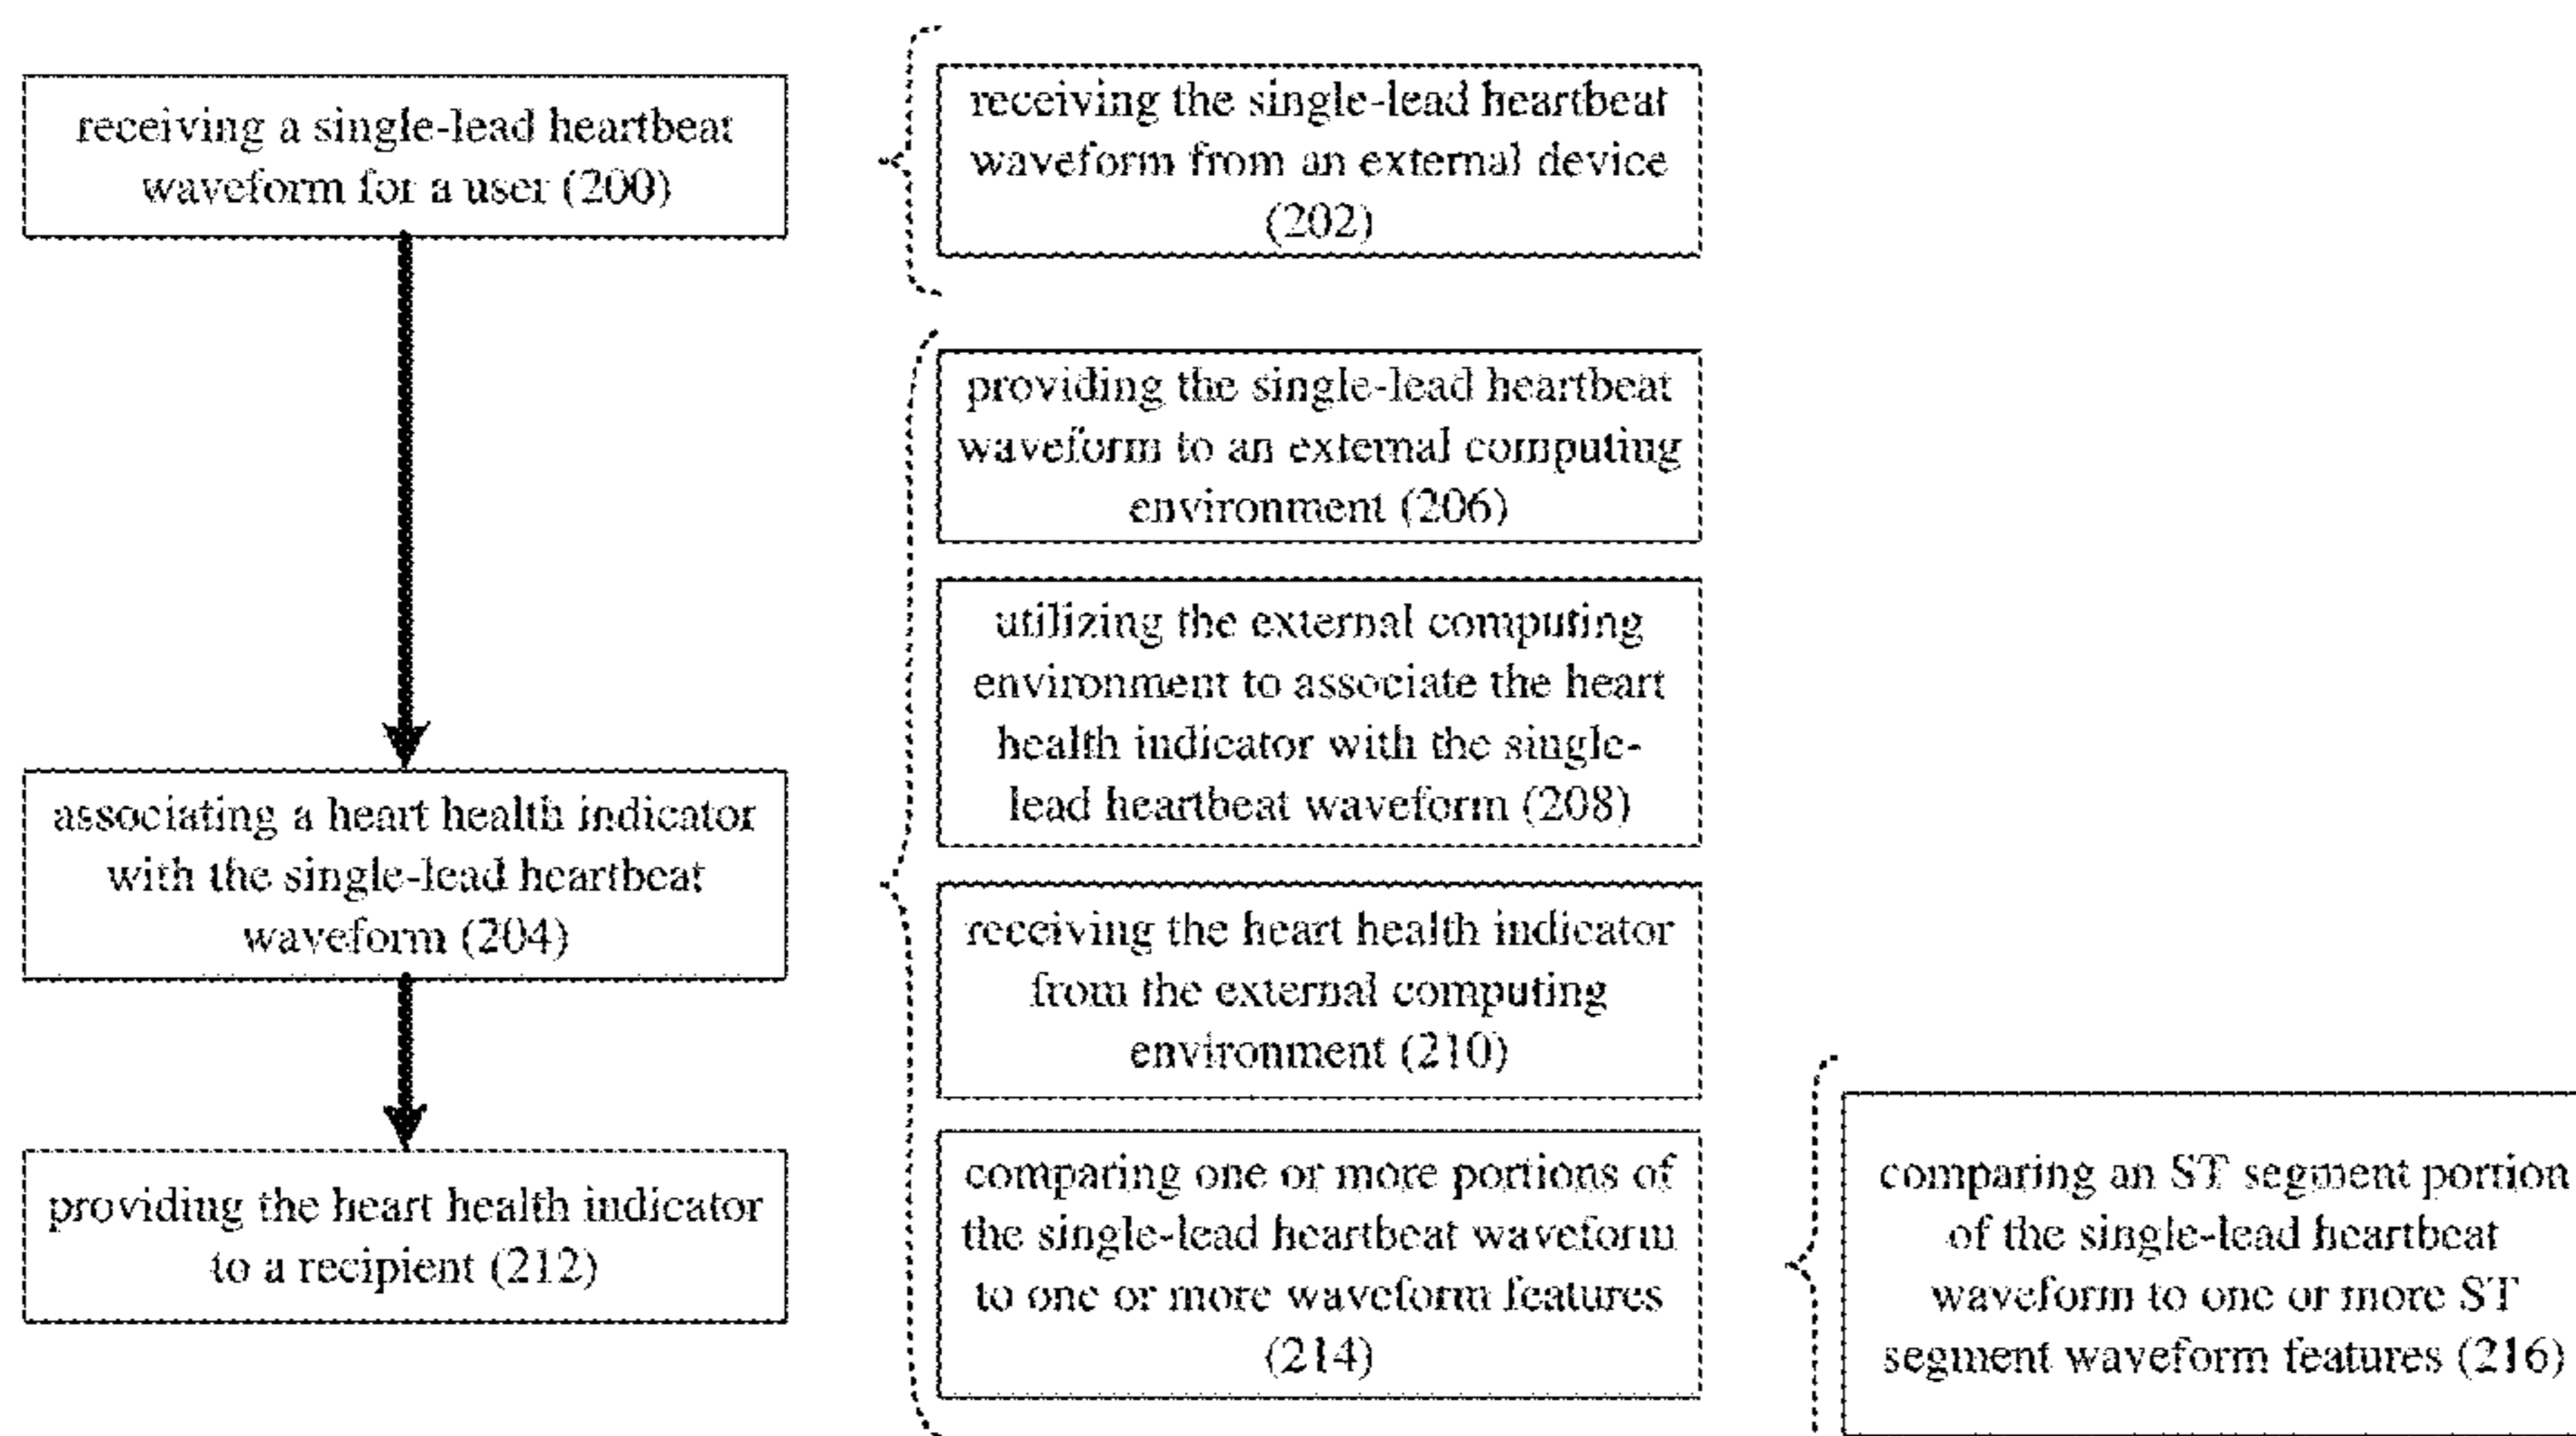 receiving a single-lead heartbeat
waveform for a user (200)
receiving the single-lead heartbeat
waveform from an external device
(202)
associating a heart health indicator
with the single-lead heartbeat
waveform (204)
providing the single-lead heartbeat
waveform to an external computing
environment (206)
utilizing the external computing
environment to associate the heart
health indicator with the single-
lead heartbeat waveform (208)
receiving the heart health indicator
from the external computing
environment (210)
providing the heart health indicator
to a recipient (212)
comparing one or more portions of
the single-lead heartbeat waveform
to one or more waveform features
(214)
comparing an ST segment portion
of the single-lead heartbeat
waveform to one or more ST
segment waveform features (216)